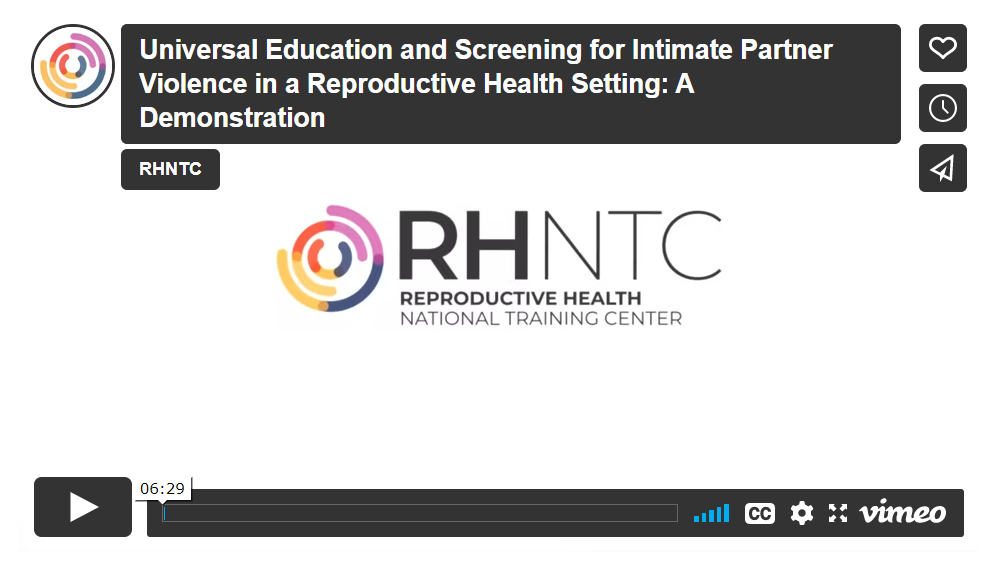 Universal Education and Screening for Intimate Partner
Violence in a Reproductive Health Setting: A
Demonstration
RHNTC
RHNTC
REPRODUCTIVE HEALTH
NATIONAL TRAINING CENTER
06:29
CC
vimeo